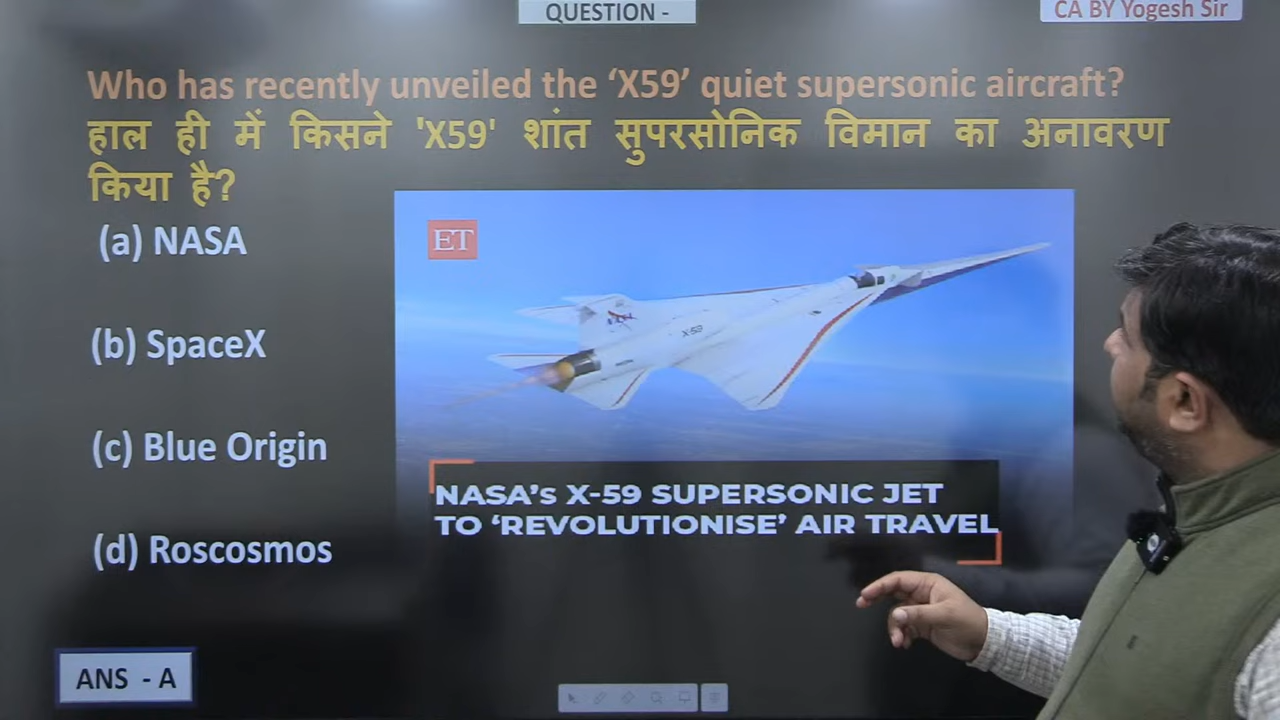 QUESTION -
CA BY Yogesh Sir
Who has recently unveiled the ‘X59’ quiet supersonic aircraft?
हाल ही में किसने 'X59' शांत सुपरसोनिक विमान का अनावरण
किया है?
(a) NASA
(b) SpaceX
(c) Blue Origin
(d) Roscosmos
ET
X-59
NASA's X-59 SUPERSONIC JET
TO ‘REVOLUTIONISE’ AIR TRAVEL
ANS - A